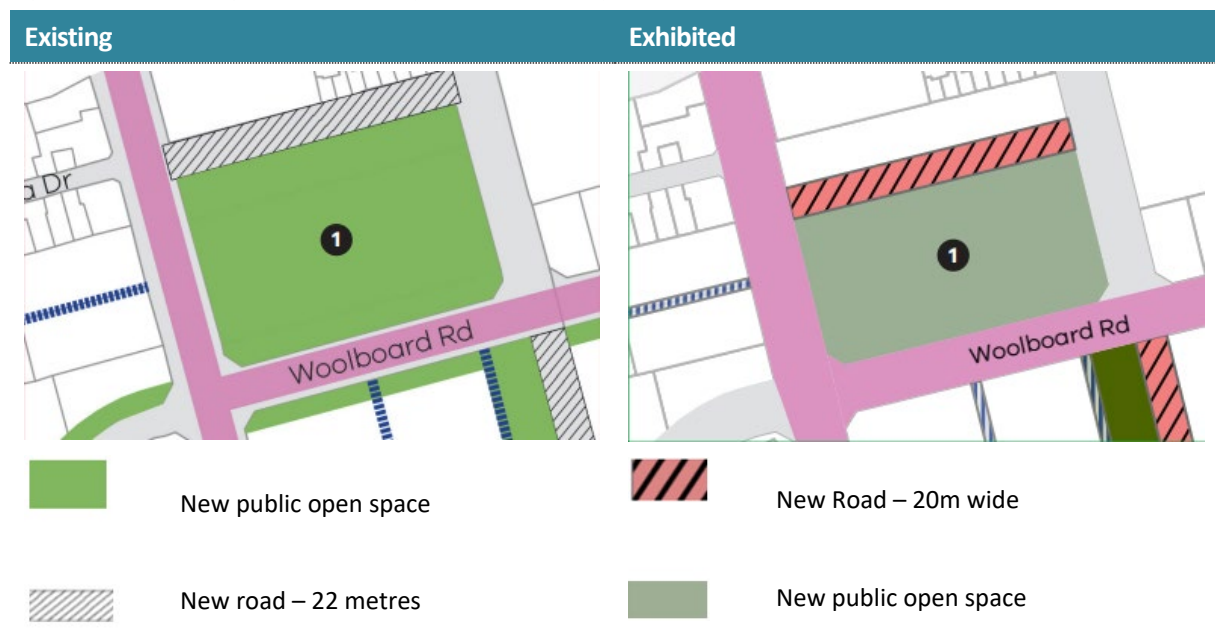 Existing
Exhibited
a Dr
1
Woolboard Rd
1
Woolboard Rd
New public open space
New Road – 20m wide
New road – 22 metres
New public open space